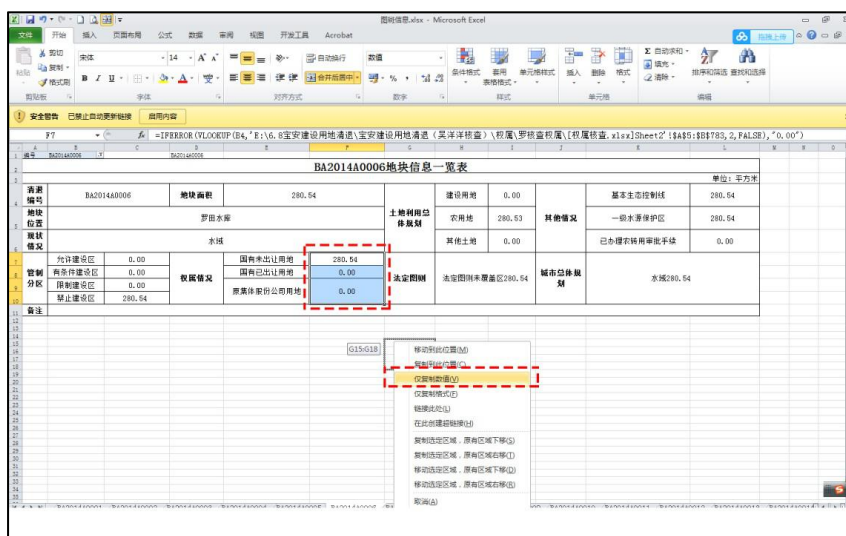 图斑信息.xlsx - Microsoft Excel
文件 开始 插入 页面布局 公式 数据 审阅 视图 开发工具 Acrobat
拖拽上传
剪切
复制
格式刷
粘贴
剪贴板
宋体 14
B I U
字体
自动换行
合并后居中
对齐方式
数值
数字
条件格式 套用表格格式 单元格样式
样式
插入 删除 格式
单元格
Σ 自动求和
填充
清除
排序和筛选 查找和选择
编辑
安全警告 已禁止自动更新链接 启用内容
F7 fx =IFERROR(VLOOKUP(B4,'E:\6.8宝安建设用地清退\宝安建设用地清退（吴洋洋核查）\权属\罗核查权属\[权属核查.xlsx]Sheet2'!$A$5:$B$783,2,FALSE),"0.00")
编号 BA2014A0006 BA2014A0006
BA2014A0006地块信息一览表
单位：平方米
清退编号 BA2014A0006 地块面积 280.54 土地利用总体规划 建设用地 0.00 其他情况 基本生态控制线 280.54
地块位置 罗田水库 农用地 280.53 一级水源保护区 280.54
现状情况 水域 其他土地 0.00 已办理农转用审批手续 0.00
管制分区 允许建设区 0.00 权属情况 国有未出让用地 280.54 法定图则 法定图则未覆盖区280.54 城市总体规划 水域280.54
有条件建设区 0.00 国有已出让用地 0.00
限制建设区 0.00 原集体股份公司用地 0.00
禁止建设区 280.54
备注
G15:G18
移动到此位置(M)
复制到此位置(C)
仅复制数值(V)
仅复制格式(F)
链接此处(L)
在此创建超链接(H)
复制选定区域，原有区域下移(S)
复制选定区域，原有区域右移(T)
移动选定区域，原有区域下移(D)
移动选定区域，原有区域右移(R)
取消(A)